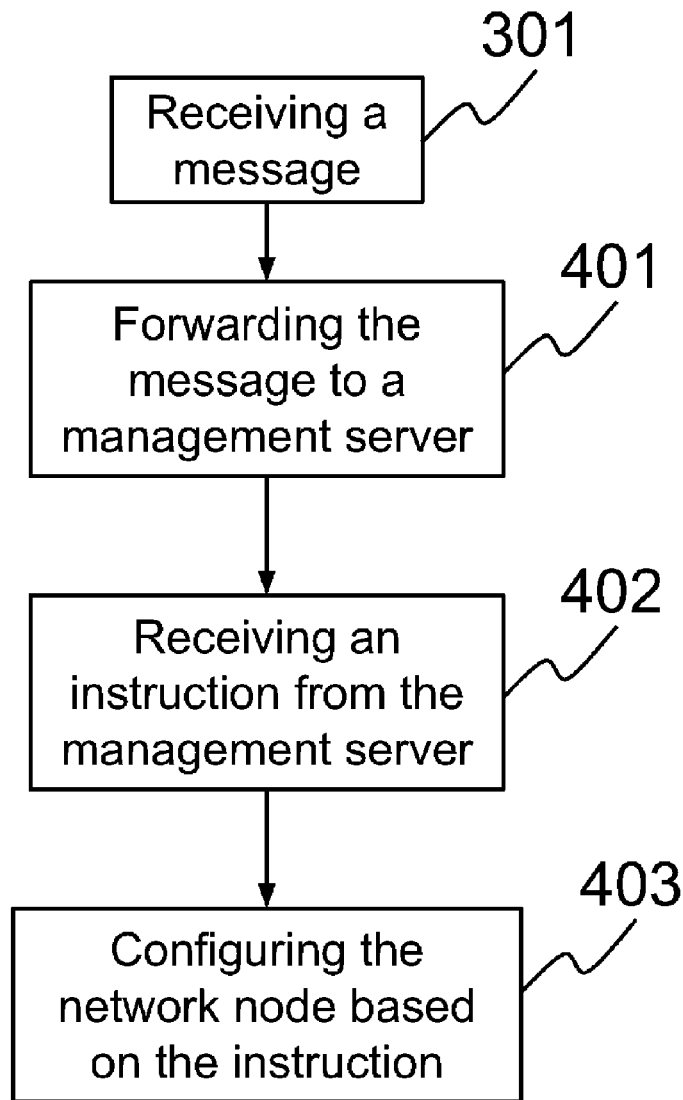 301
Receiving a
message
401
Forwarding the
message to a
management server
402
Receiving an
instruction from the
management server
403
Configuring the
network node based
on the instruction